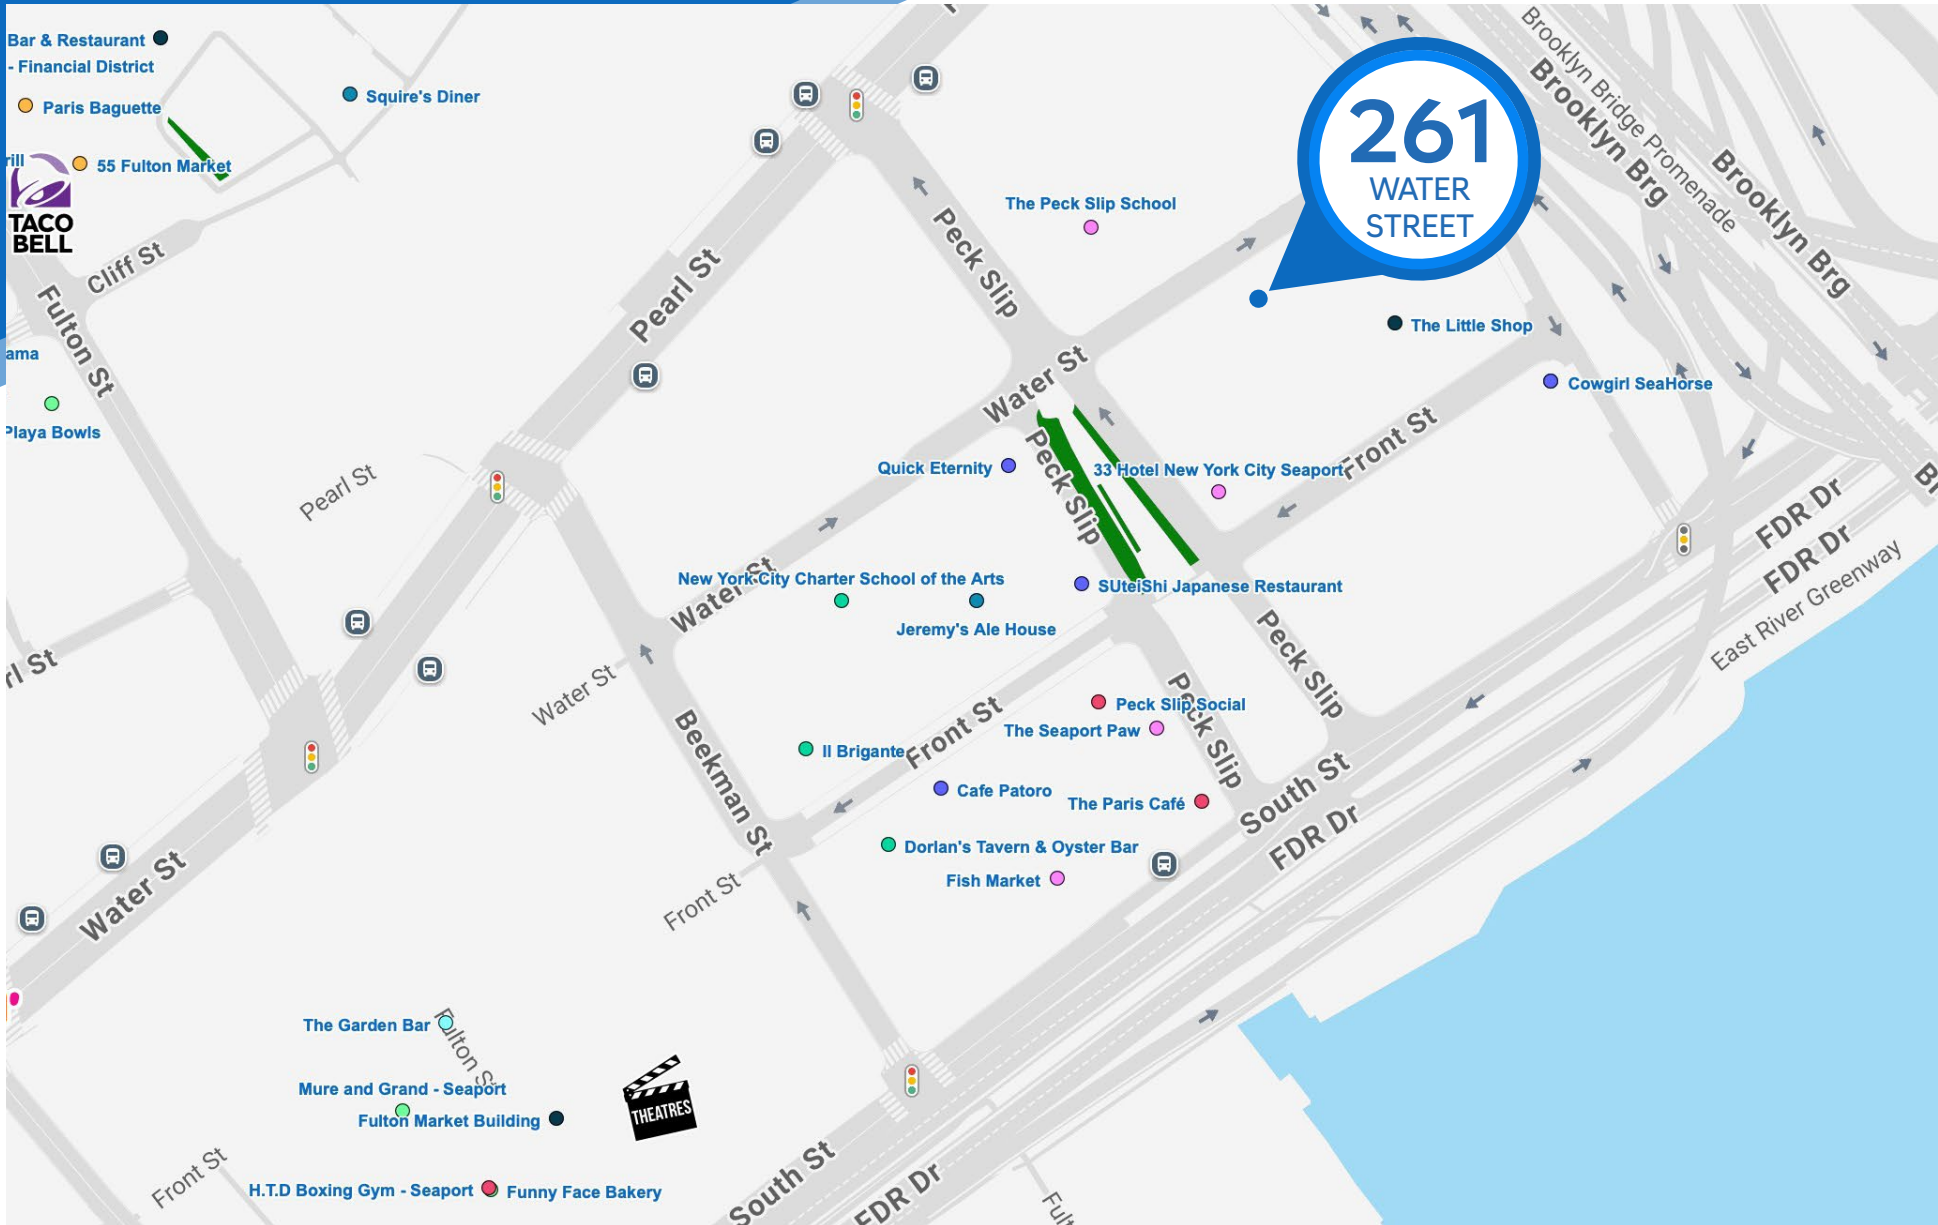 Bar & Restaurant
- Financial District
Paris Baguette
55 Fulton Market
rill
TACO
BELL
Squire's Diner
Cliff St
Fulton St
ama
Playa Bowls
Pearl St
Pearl St
rl St
Peck Slip
The Peck Slip School
261
WATER
STREET
Brooklyn Bridge Promenade
Brooklyn Brg
Brooklyn Brg
The Little Shop
Cowgirl SeaHorse
Water St
Peck Slip
Quick Eternity
33 Hotel New York City Seaport
Front St
FDR Dr
FDR Dr
East River Greenway
Water St
New York City Charter School of the Arts
Jeremy's Ale House
SUteiShi Japanese Restaurant
Water St
Beekman St
Peck Slip
Peck Slip
Peck Slip Social
The Seaport Paw
Il Brigante
Front St
Cafe Patoro
The Paris Café
South St
FDR Dr
Dorlan's Tavern & Oyster Bar
Fish Market
Front St
Water St
The Garden Bar
Fulton St
Mure and Grand - Seaport
Fulton Market Building
THEATRES
Front St
H.T.D Boxing Gym - Seaport
Funny Face Bakery
South St
FDR Dr